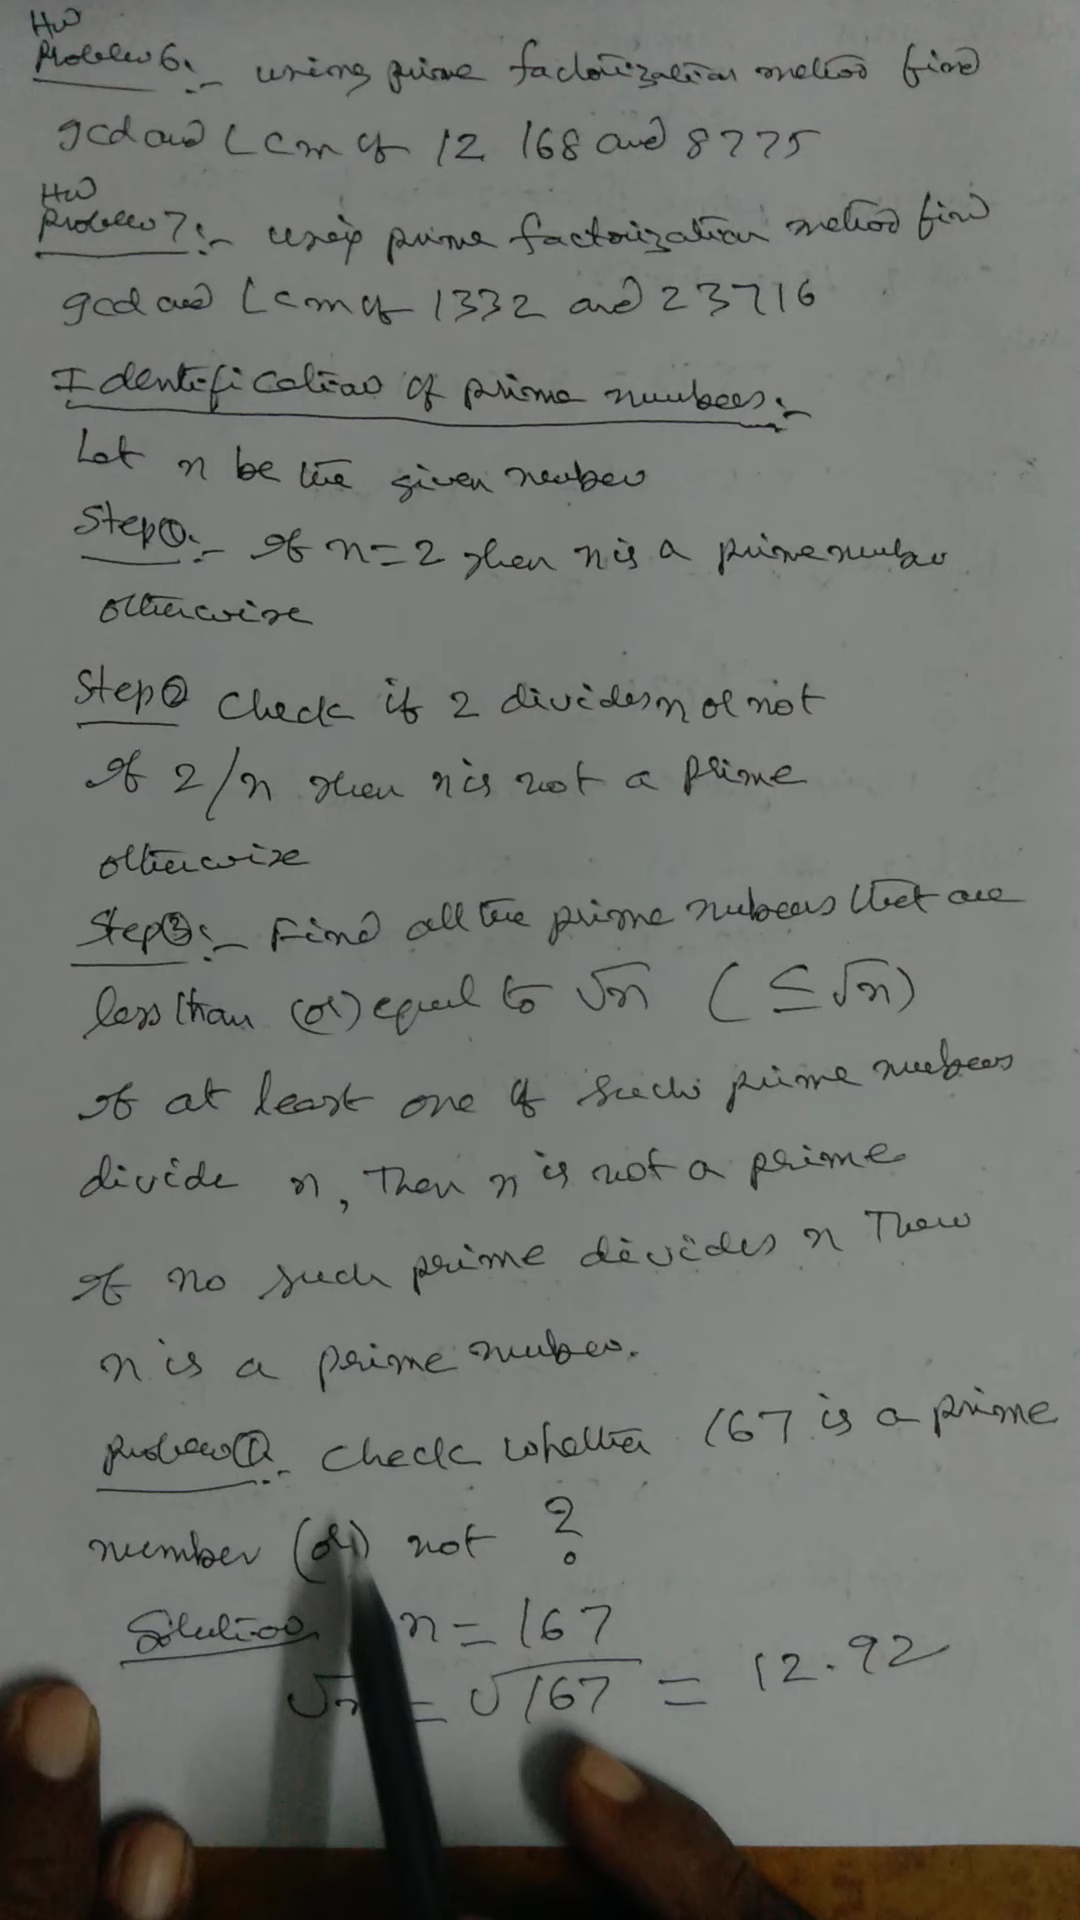 HW
Problem 6:- using prime factorization method find
gcd and Lcm of 12 168 and 8775
HW
Problem 7:- using prime factorization method find
gcd and Lcm of 1332 and 23716
Identification of prime numbers:-
Let n be the given number
Step①:- If n=2 then n is a prime number
otherwise
Step② Check if 2 divides n or not
If 2/n then n is not a prime
otherwise
Step③:- Find all the prime numbers that are
less than (or) equal to √n (≤√n)
If at least one of such prime numbers
divide n, Then n is not a prime
If no such prime divides n Then
n is a prime number.
problem①- check whether 167 is a prime
number (or) not ?
Solution n = 167
√n = √167 = 12.92